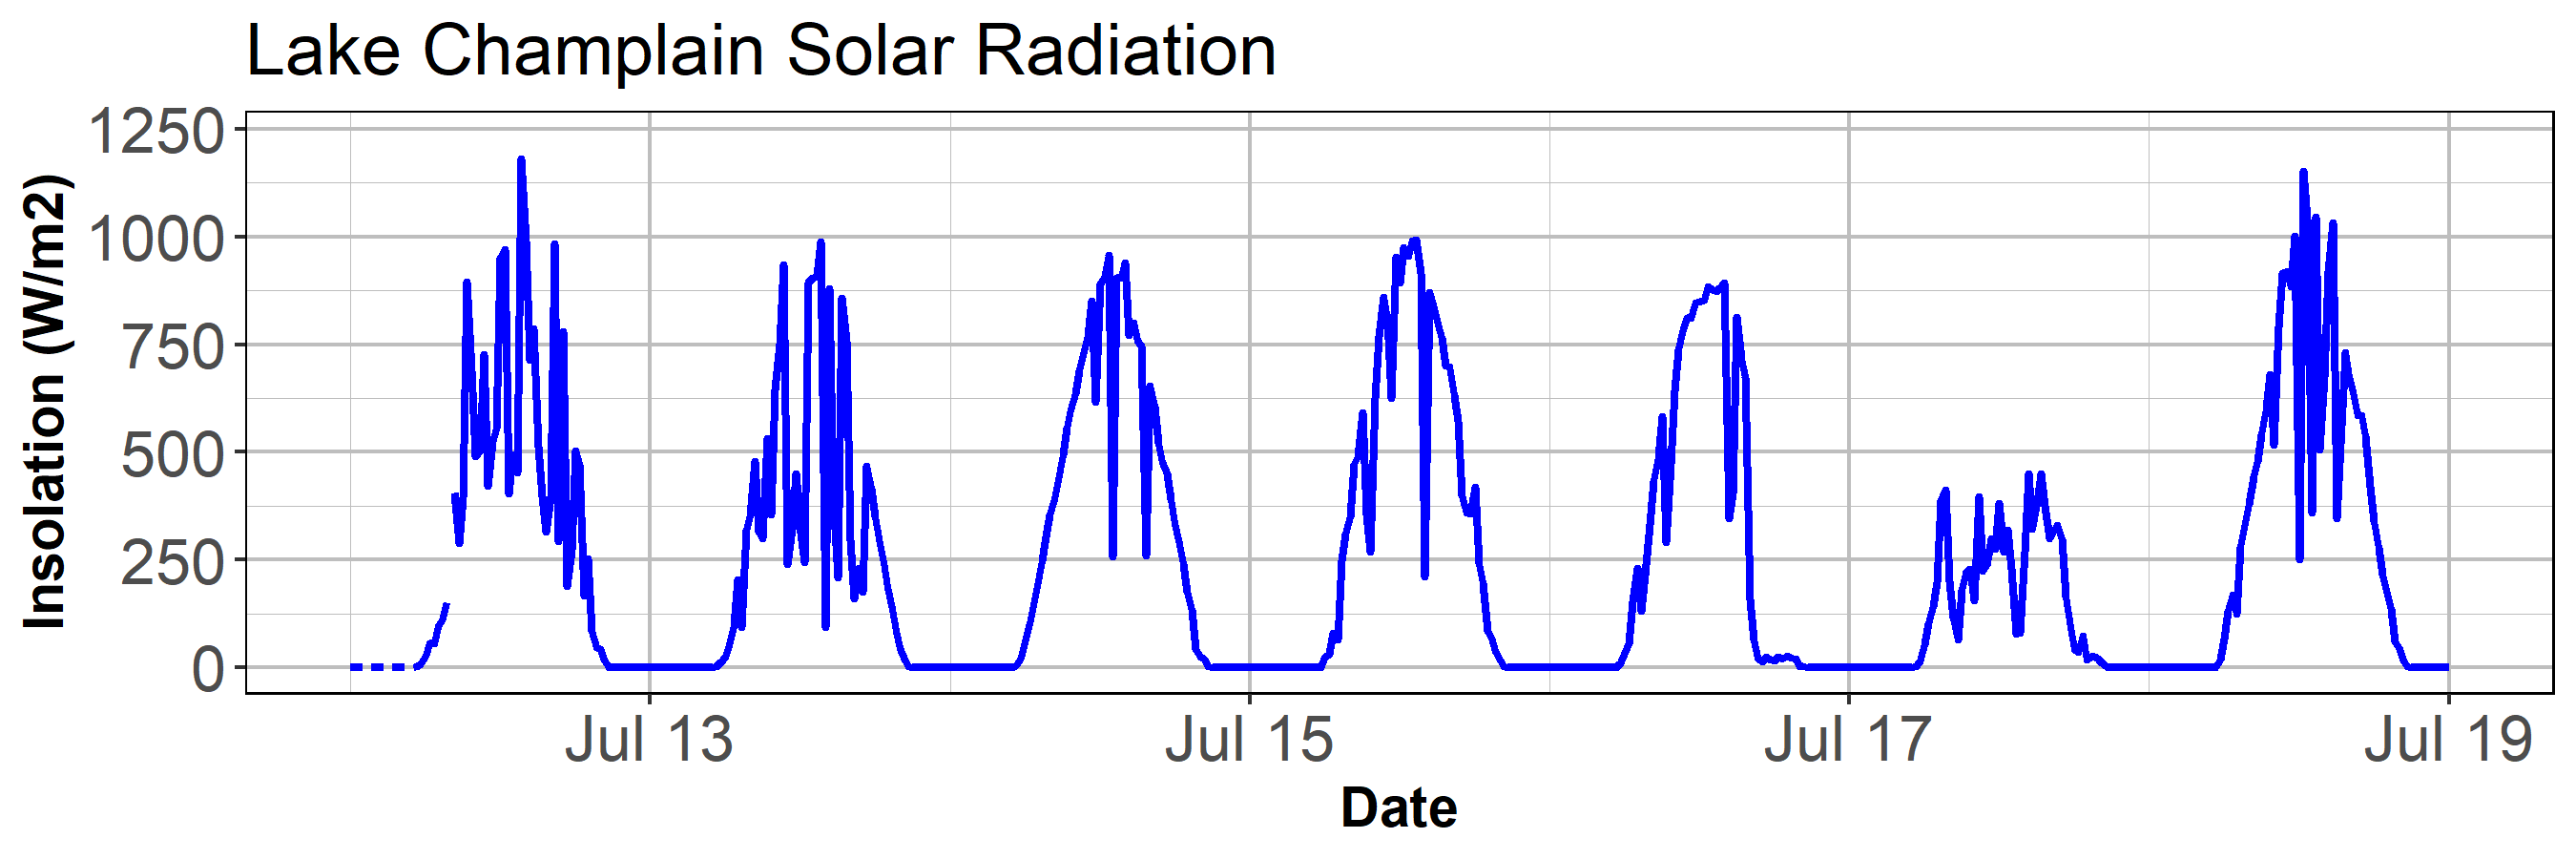 Lake Champlain Solar Radiation
Insolation (W/m2)
1250
1000
750
500
250
0
Jul 13 Jul 15 Jul 17 Jul 19
Date